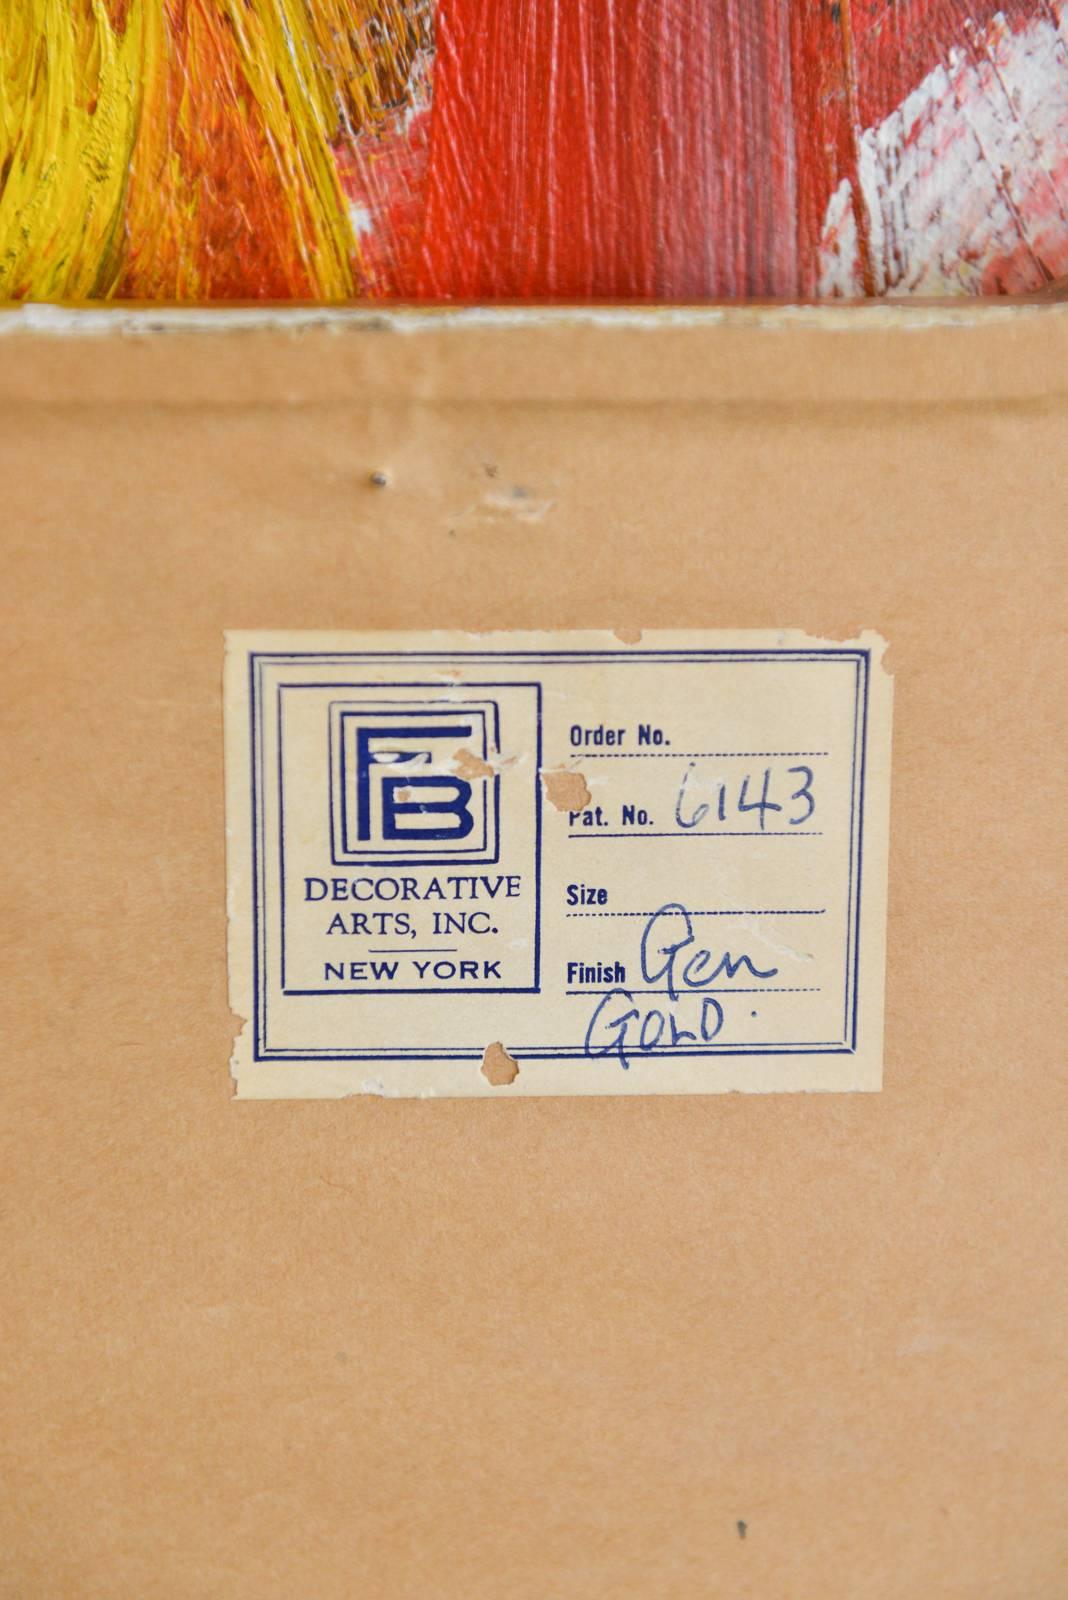 FB
DECORATIVE
ARTS, INC.
NEW YORK
Order No.
Pat. No. 6143
Size
Finish Gen
GOLD.